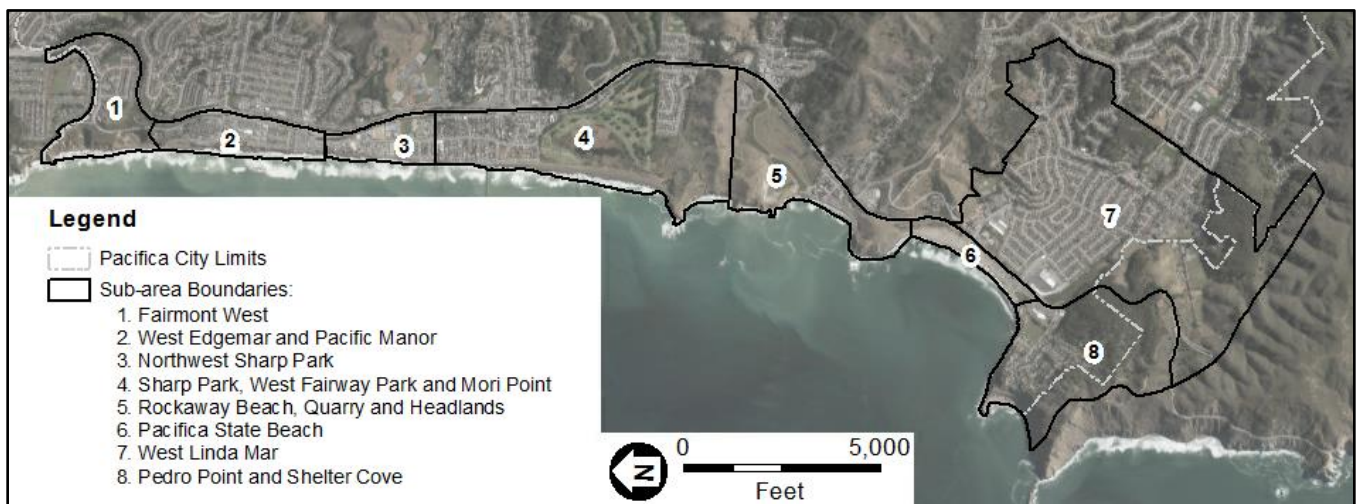 1
2
3
4
5
6
7
8
Legend
Pacifica City Limits
Sub-area Boundaries:
1. Fairmont West
2. West Edgemar and Pacific Manor
3. Northwest Sharp Park
4. Sharp Park, West Fairway Park and Mori Point
5. Rockaway Beach, Quarry and Headlands
6. Pacifica State Beach
7. West Linda Mar
8. Pedro Point and Shelter Cove
N
0 5,000
Feet